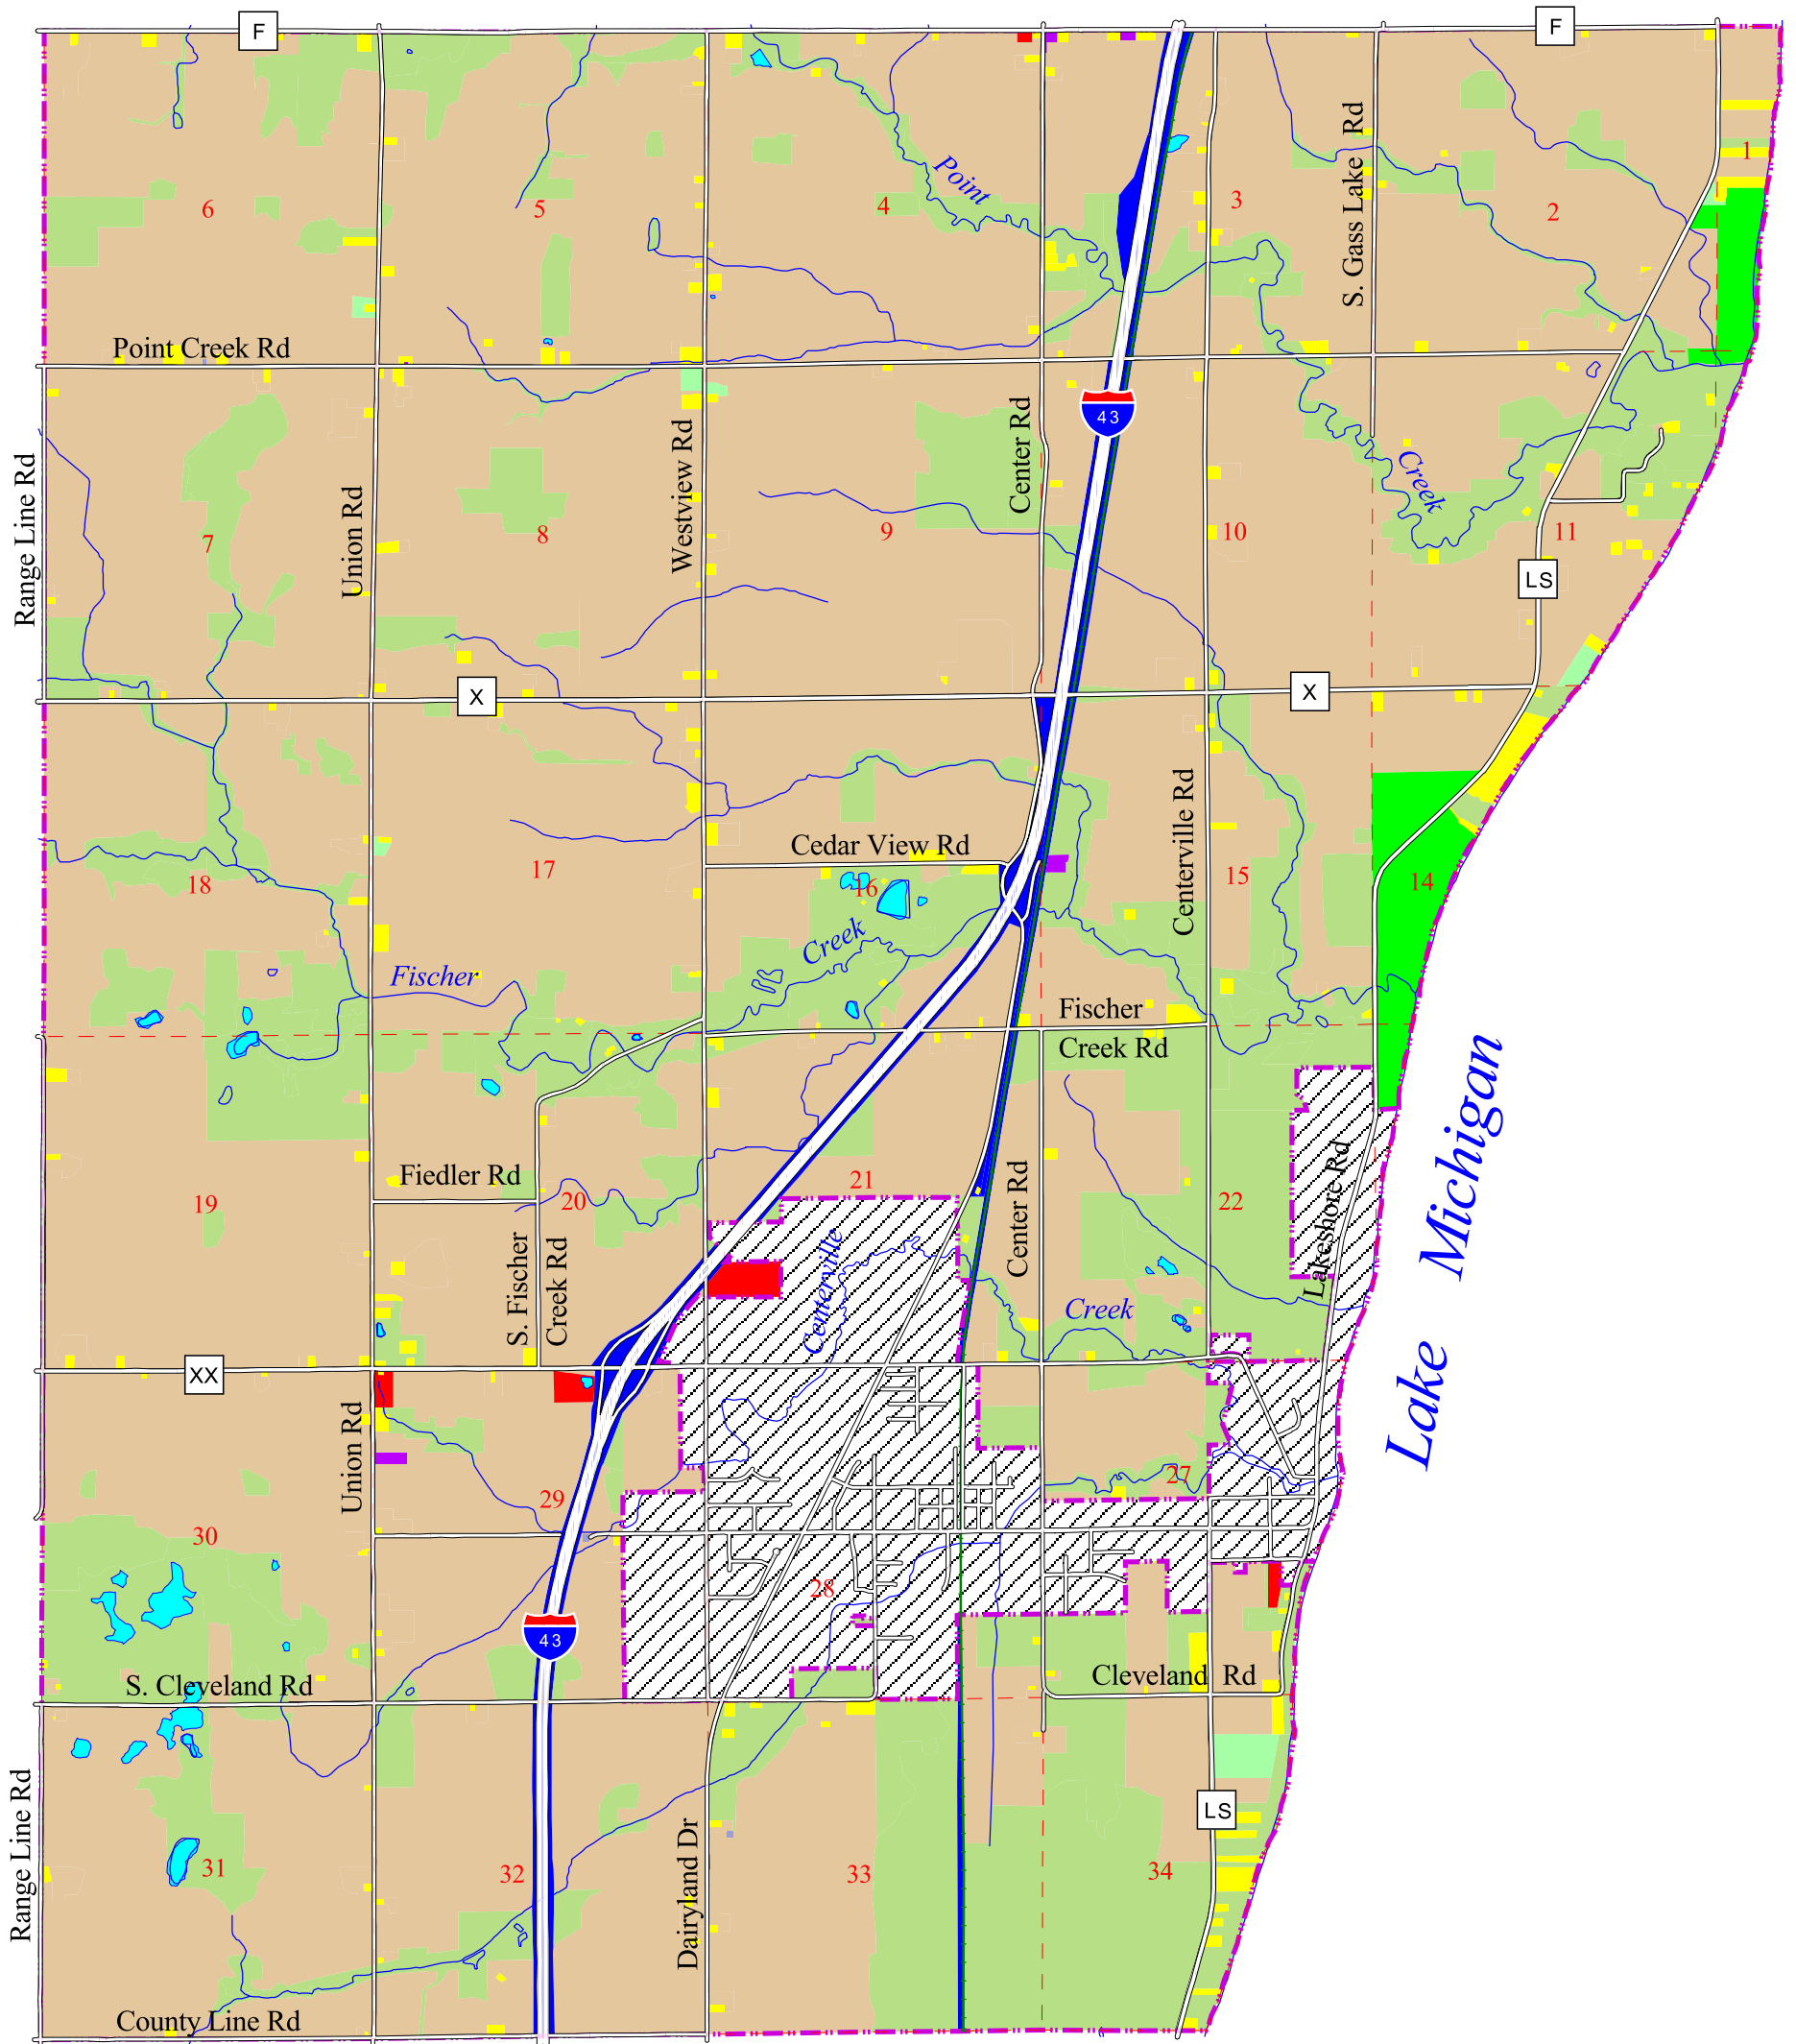 F
F
1
S. Gass Lake Rd
Point
6
5
4
3
2
Point Creek Rd
43
Center Rd
Westview Rd
Range Line Rd
Union Rd
Creek
7
8
9
10
11
LS
X
X
Cedar View Rd
Centerville Rd
18
17
16
15
14
Creek
Fischer
Fischer
Creek Rd
Lake Michigan
Fiedler Rd
19
20
21
22
Center Rd
Lakeshore Rd
S. Fischer
Creek Rd
Centerville
Creek
XX
Union Rd
30
29
28
27
43
S. Cleveland Rd
Cleveland Rd
LS
Range Line Rd
Dairyland Dr
31
32
33
34
County Line Rd